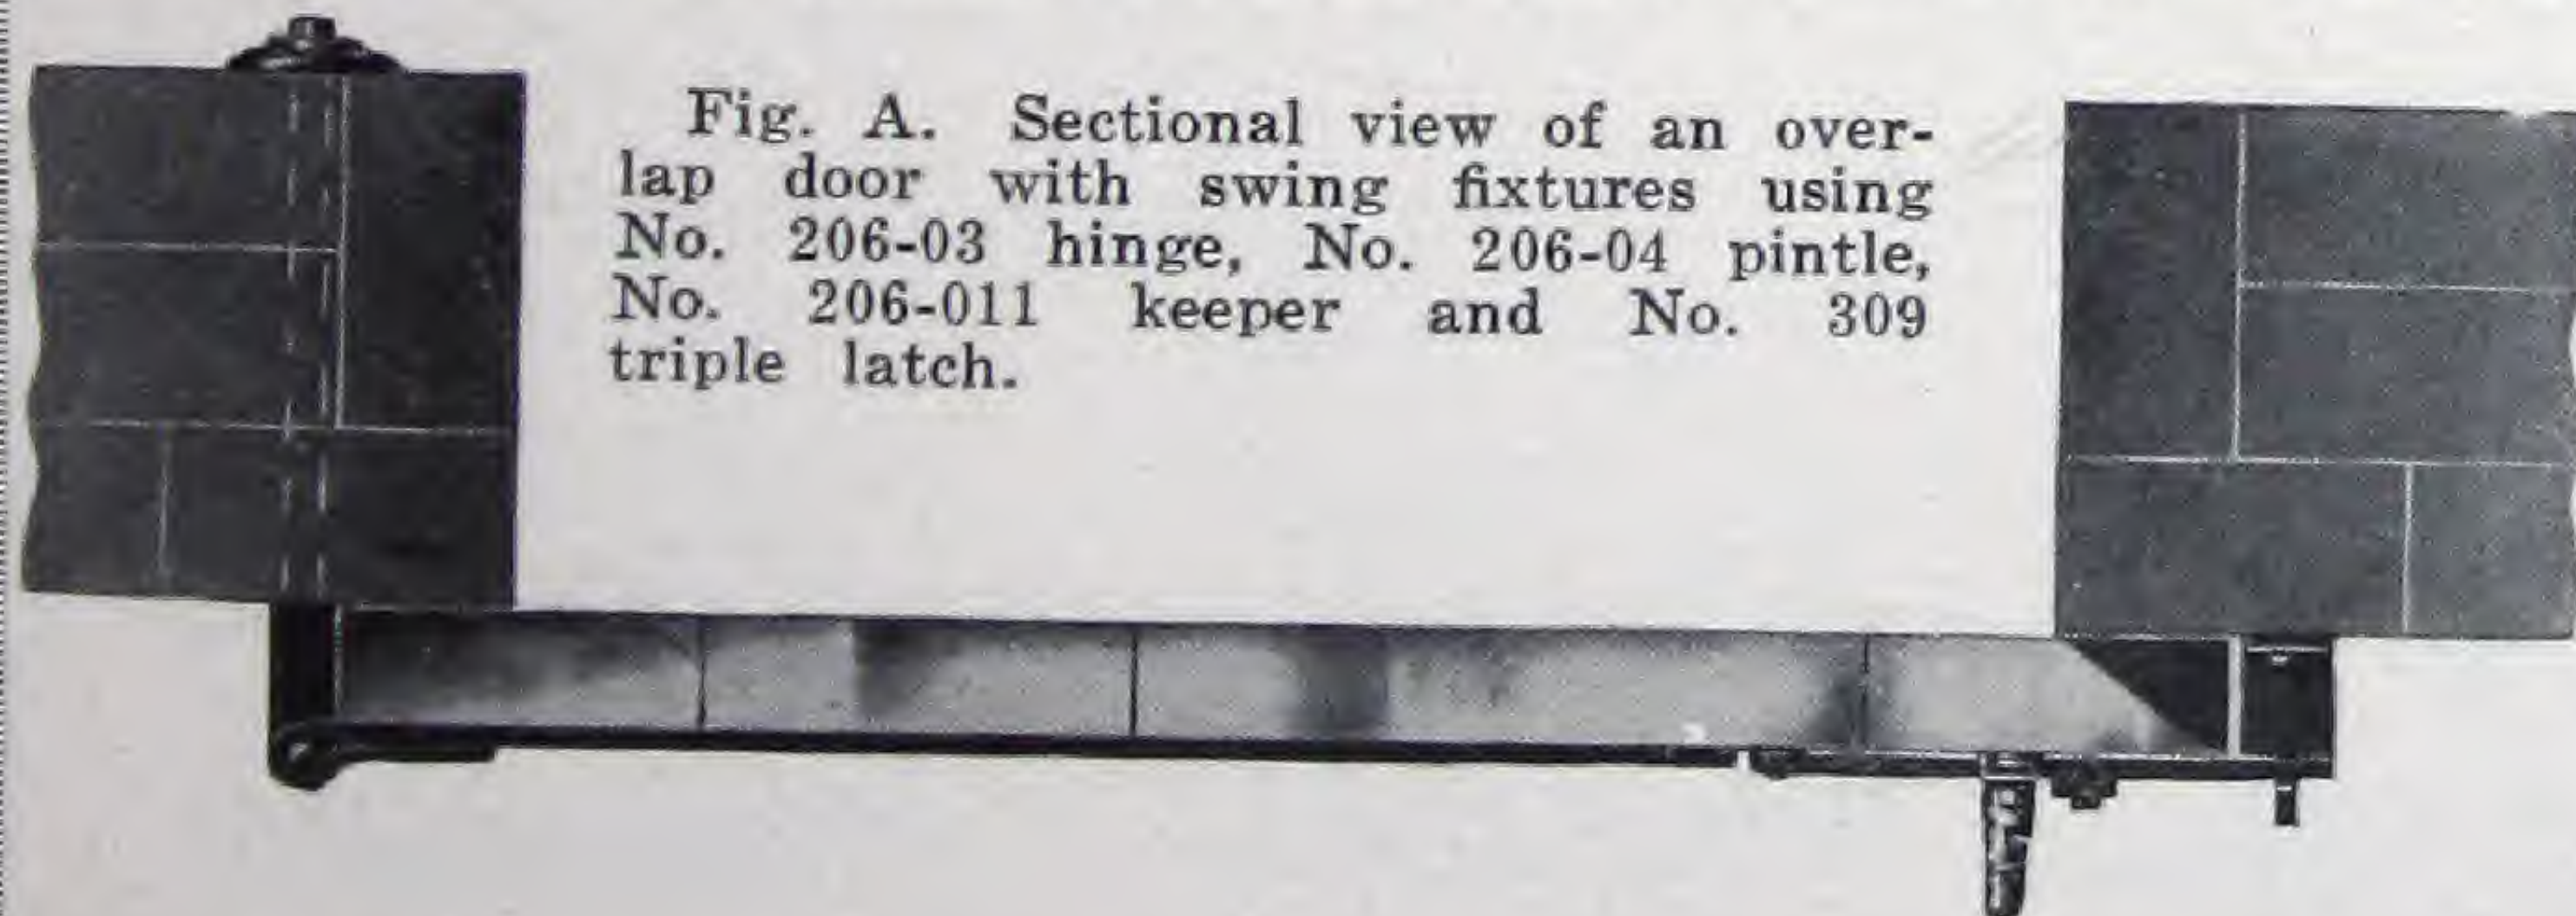 Fig. A. Sectional view of an over-
lap door with swing fixtures using
No. 206-03 hinge, No. 206-04 pintle,
No. 206-011 keeper and No. 309
triple latch.